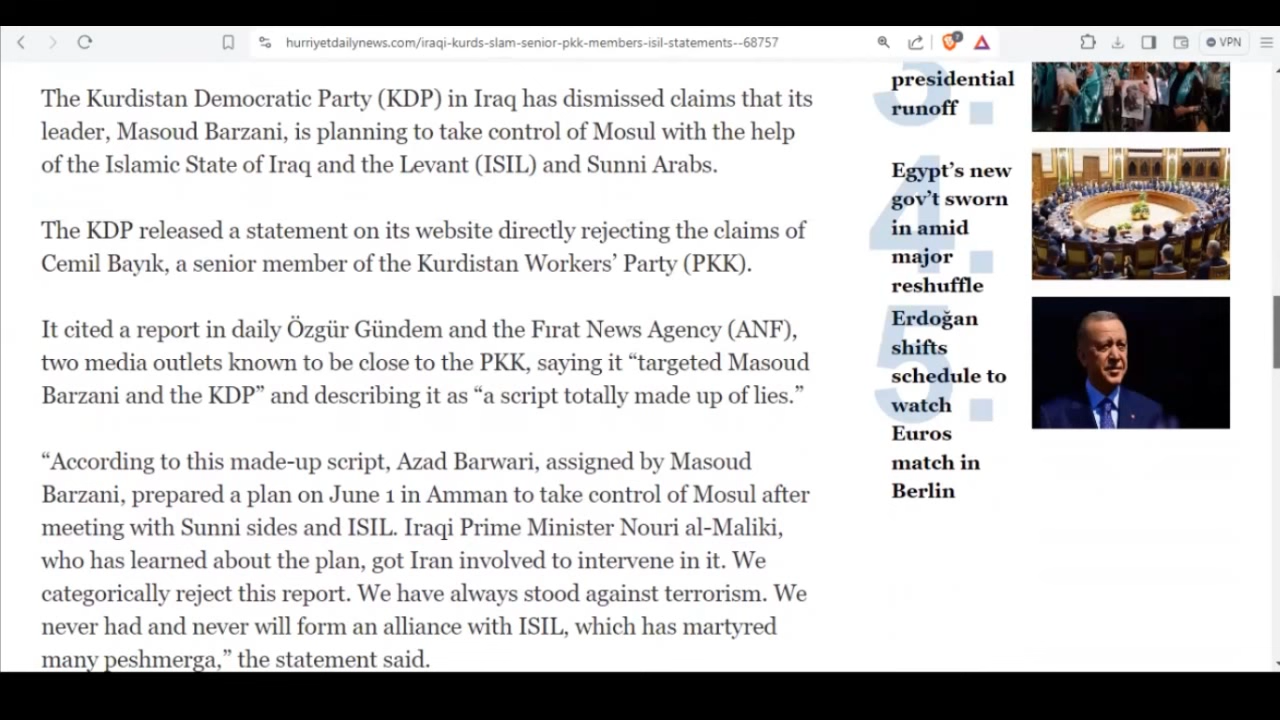 hurriyetdailynews.com/iraqi-kurds-slam-senior-pkk-members-isil-statements--68757
VPN
The Kurdistan Democratic Party (KDP) in Iraq has dismissed claims that its
leader, Masoud Barzani, is planning to take control of Mosul with the help
of the Islamic State of Iraq and the Levant (ISIL) and Sunni Arabs.
The KDP released a statement on its website directly rejecting the claims of
Cemil Bayık, a senior member of the Kurdistan Workers’ Party (PKK).
It cited a report in daily Özgür Gündem and the Fırat News Agency (ANF),
two media outlets known to be close to the PKK, saying it “targeted Masoud
Barzani and the KDP” and describing it as “a script totally made up of lies.”
“According to this made-up script, Azad Barwari, assigned by Masoud
Barzani, prepared a plan on June 1 in Amman to take control of Mosul after
meeting with Sunni sides and ISIL. Iraqi Prime Minister Nouri al-Maliki,
who has learned about the plan, got Iran involved to intervene in it. We
categorically reject this report. We have always stood against terrorism. We
never had and never will form an alliance with ISIL, which has martyred
many peshmerga,” the statement said.
3.
presidential
runoff
4.
Egypt’s new
gov’t sworn
in amid
major
reshuffle
5.
Erdoğan
shifts
schedule to
watch
Euros
match in
Berlin